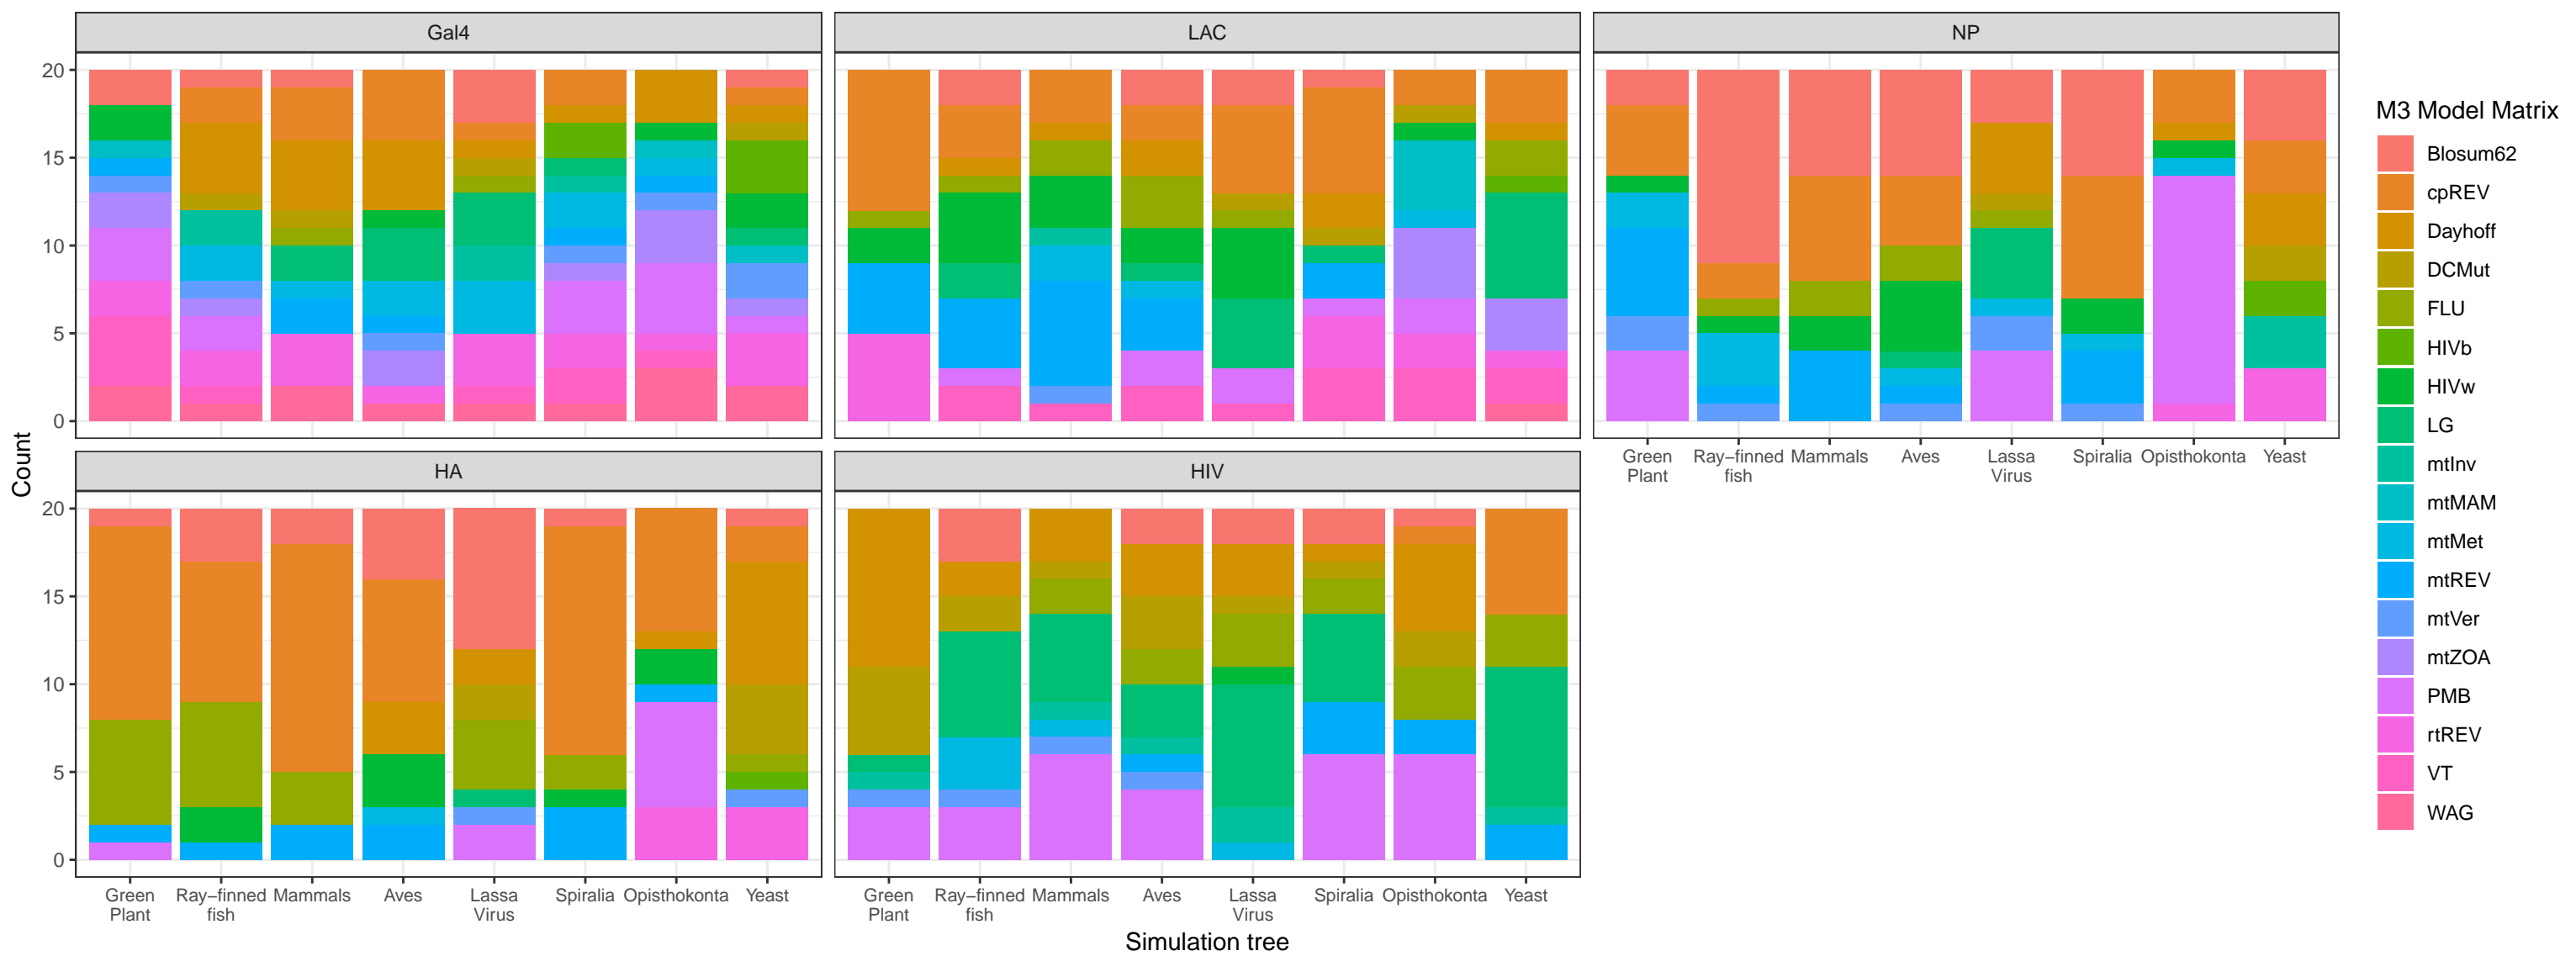 Gal4
LAC
NP
Count
20
15
10
5
0
Green Plant
Ray−finned fish
Mammals
Aves
Lassa Virus
Spiralia
Opisthokonta
Yeast
HA
HIV
20
15
10
5
0
Green Plant
Ray−finned fish
Mammals
Aves
Lassa Virus
Spiralia
Opisthokonta
Yeast
Green Plant
Ray−finned fish
Mammals
Aves
Lassa Virus
Spiralia
Opisthokonta
Yeast
Simulation tree
M3 Model Matrix
Blosum62
cpREV
Dayhoff
DCMut
FLU
HIVb
HIVw
LG
mtInv
mtMAM
mtMet
mtREV
mtVer
mtZOA
PMB
rtREV
VT
WAG